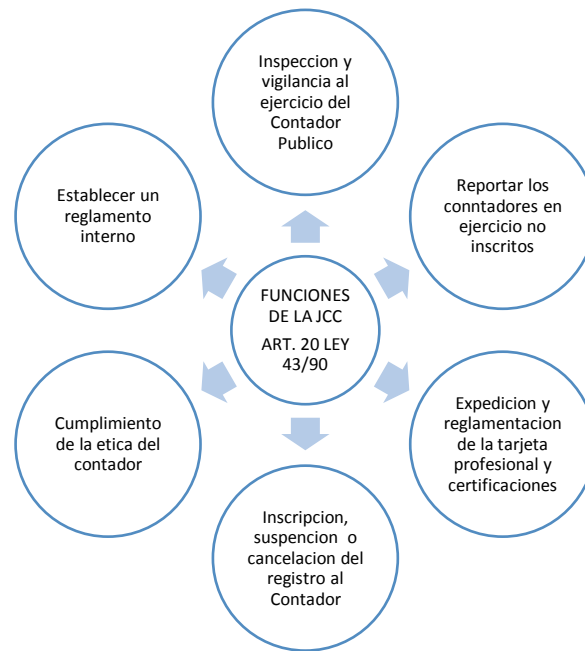 Inspeccion y
vigilancia al
ejercicio del
Contador
Publico
Establecer un
reglamento
interno
Reportar los
conntadores en
ejercicio no
inscritos
FUNCIONES
DE LA JCC
ART. 20 LEY
43/90
Cumplimiento
de la etica del
contador
Expedicion y
reglamentacion
de la tarjeta
profesional y
certificaciones
Inscripcion,
suspencion o
cancelacion del
registro al
Contador